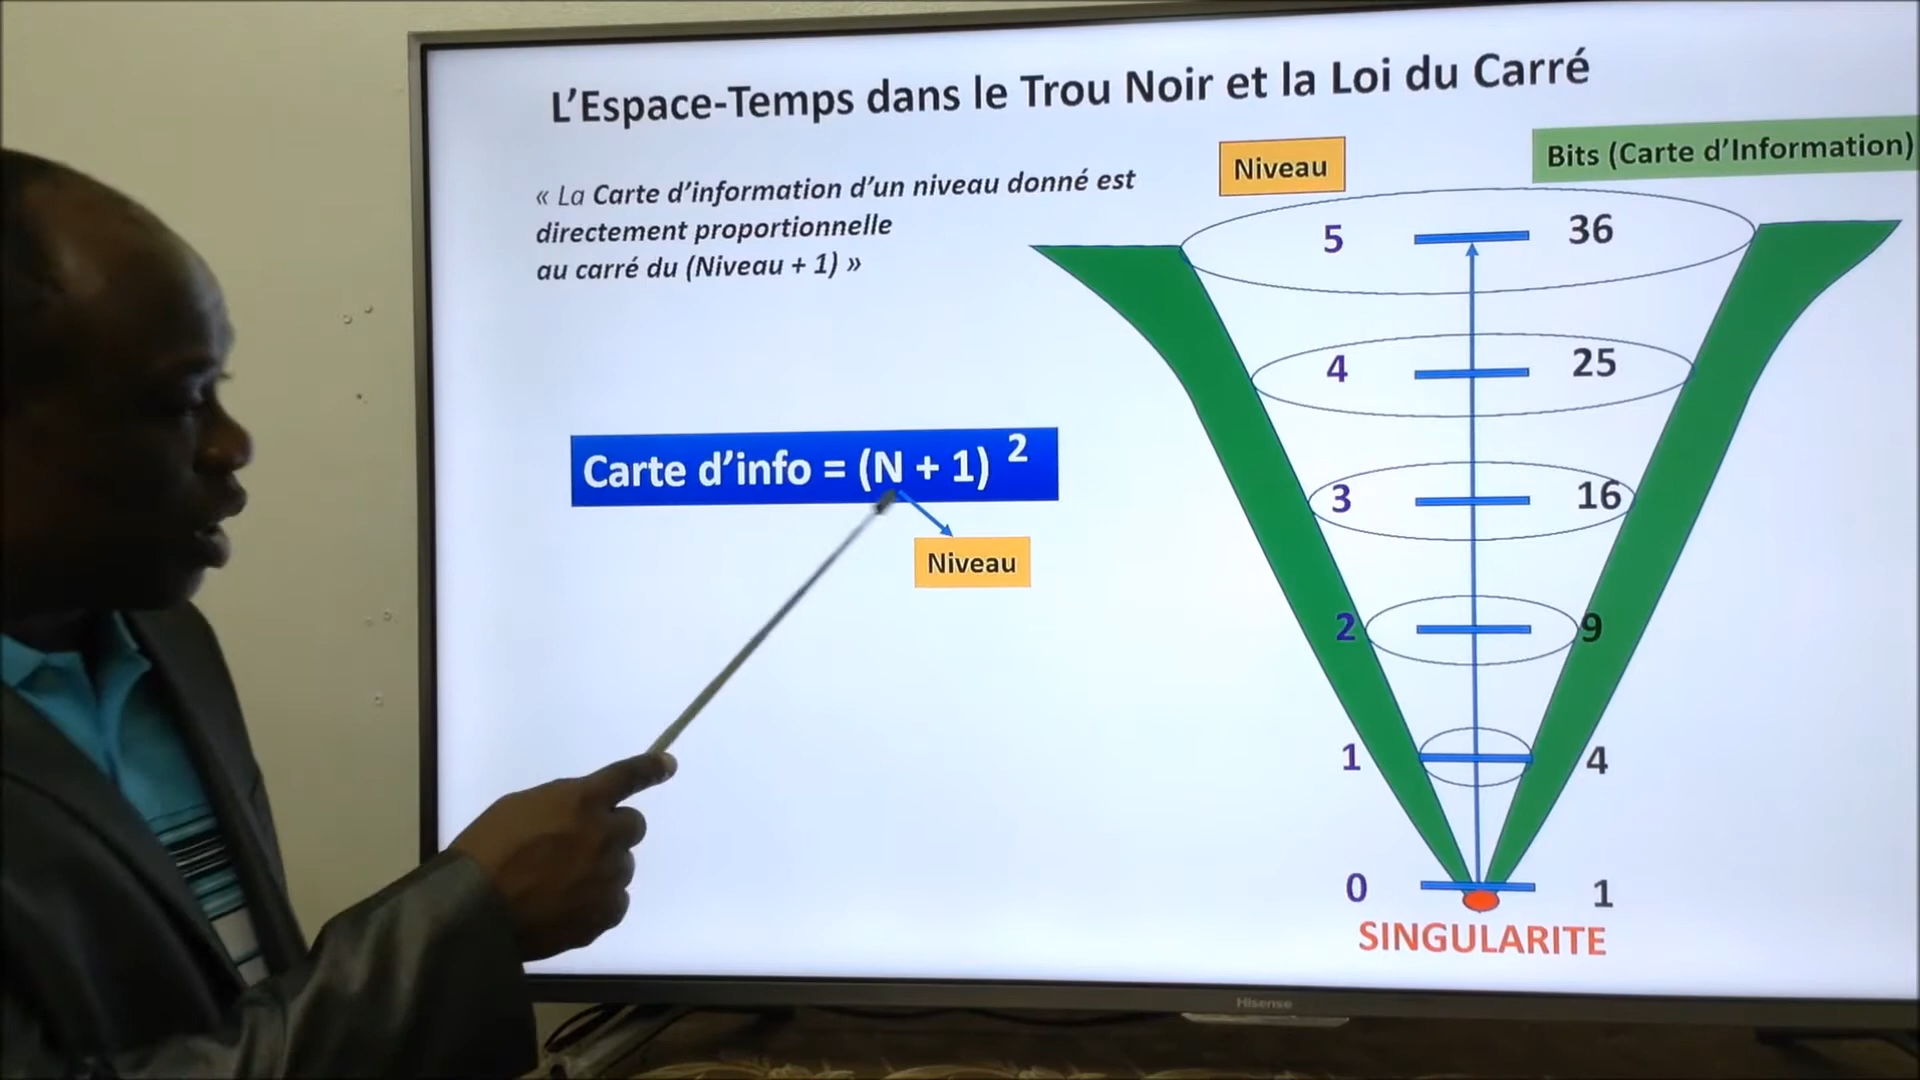 L’Espace-Temps dans le Trou Noir et la Loi du Carré
« La Carte d’information d’un niveau donné est
directement proportionnelle
au carré du (Niveau + 1) »
Carte d’info = (N + 1) 2
Niveau
Niveau
Bits (Carte d’Information)
5 36
4 25
3 16
2 9
1 4
0 1
SINGULARITE
Hisense